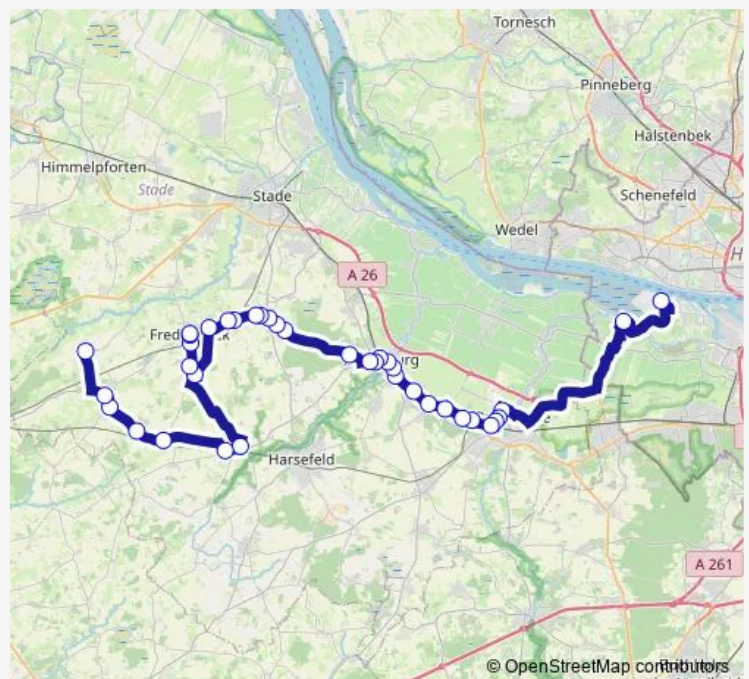 Tornesch
Pinneberg
Halstenbek
Himmelpforten
Stade
Stade
Schenefeld
Wedel
A 26
Harsefeld
A 261
© OpenStreetMap contributors